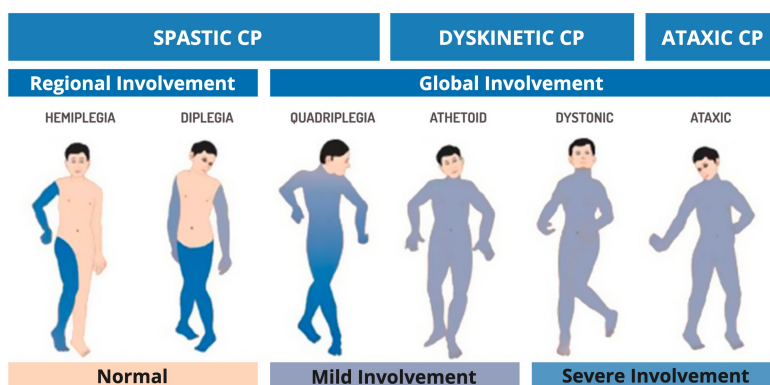 SPASTIC CP
DYSKINETIC CP
ATAXIC CP
Regional Involvement
Global Involvement
HEMIPLEGIA
DIPLEGIA
QUADRIPLEGIA
ATHETOID
DYSTONIC
ATAXIC
Normal
Mild Involvement
Severe Involvement